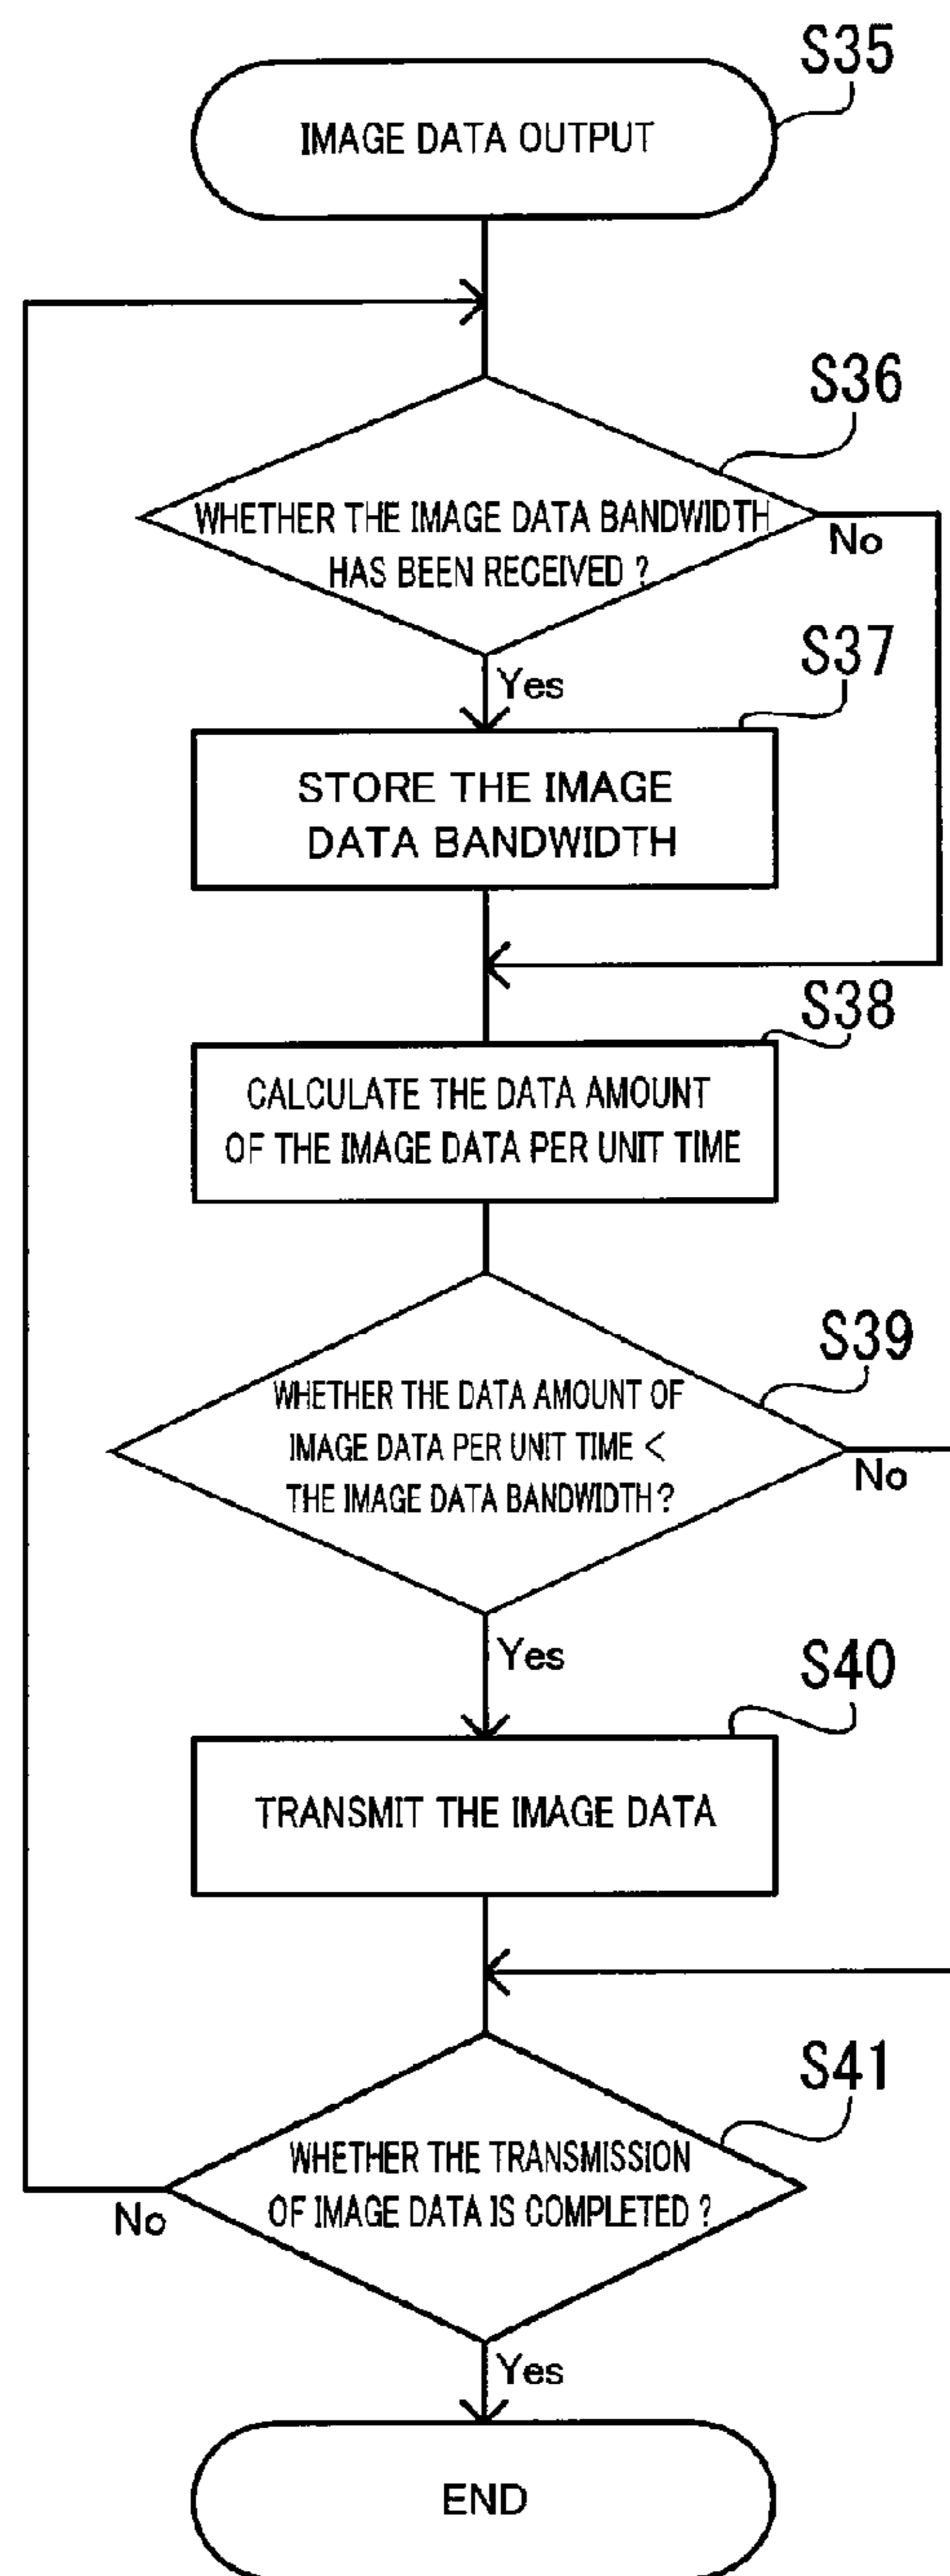 S35
IMAGE DATA OUTPUT
S36
WHETHER THE IMAGE DATA BANDWIDTH
HAS BEEN RECEIVED ?
No
Yes
S37
STORE THE IMAGE
DATA BANDWIDTH
S38
CALCULATE THE DATA AMOUNT
OF THE IMAGE DATA PER UNIT TIME
S39
WHETHER THE DATA AMOUNT OF
IMAGE DATA PER UNIT TIME <
THE IMAGE DATA BANDWIDTH?
No
Yes
S40
TRANSMIT THE IMAGE DATA
S41
WHETHER THE TRANSMISSION
OF IMAGE DATA IS COMPLETED ?
No
Yes
END